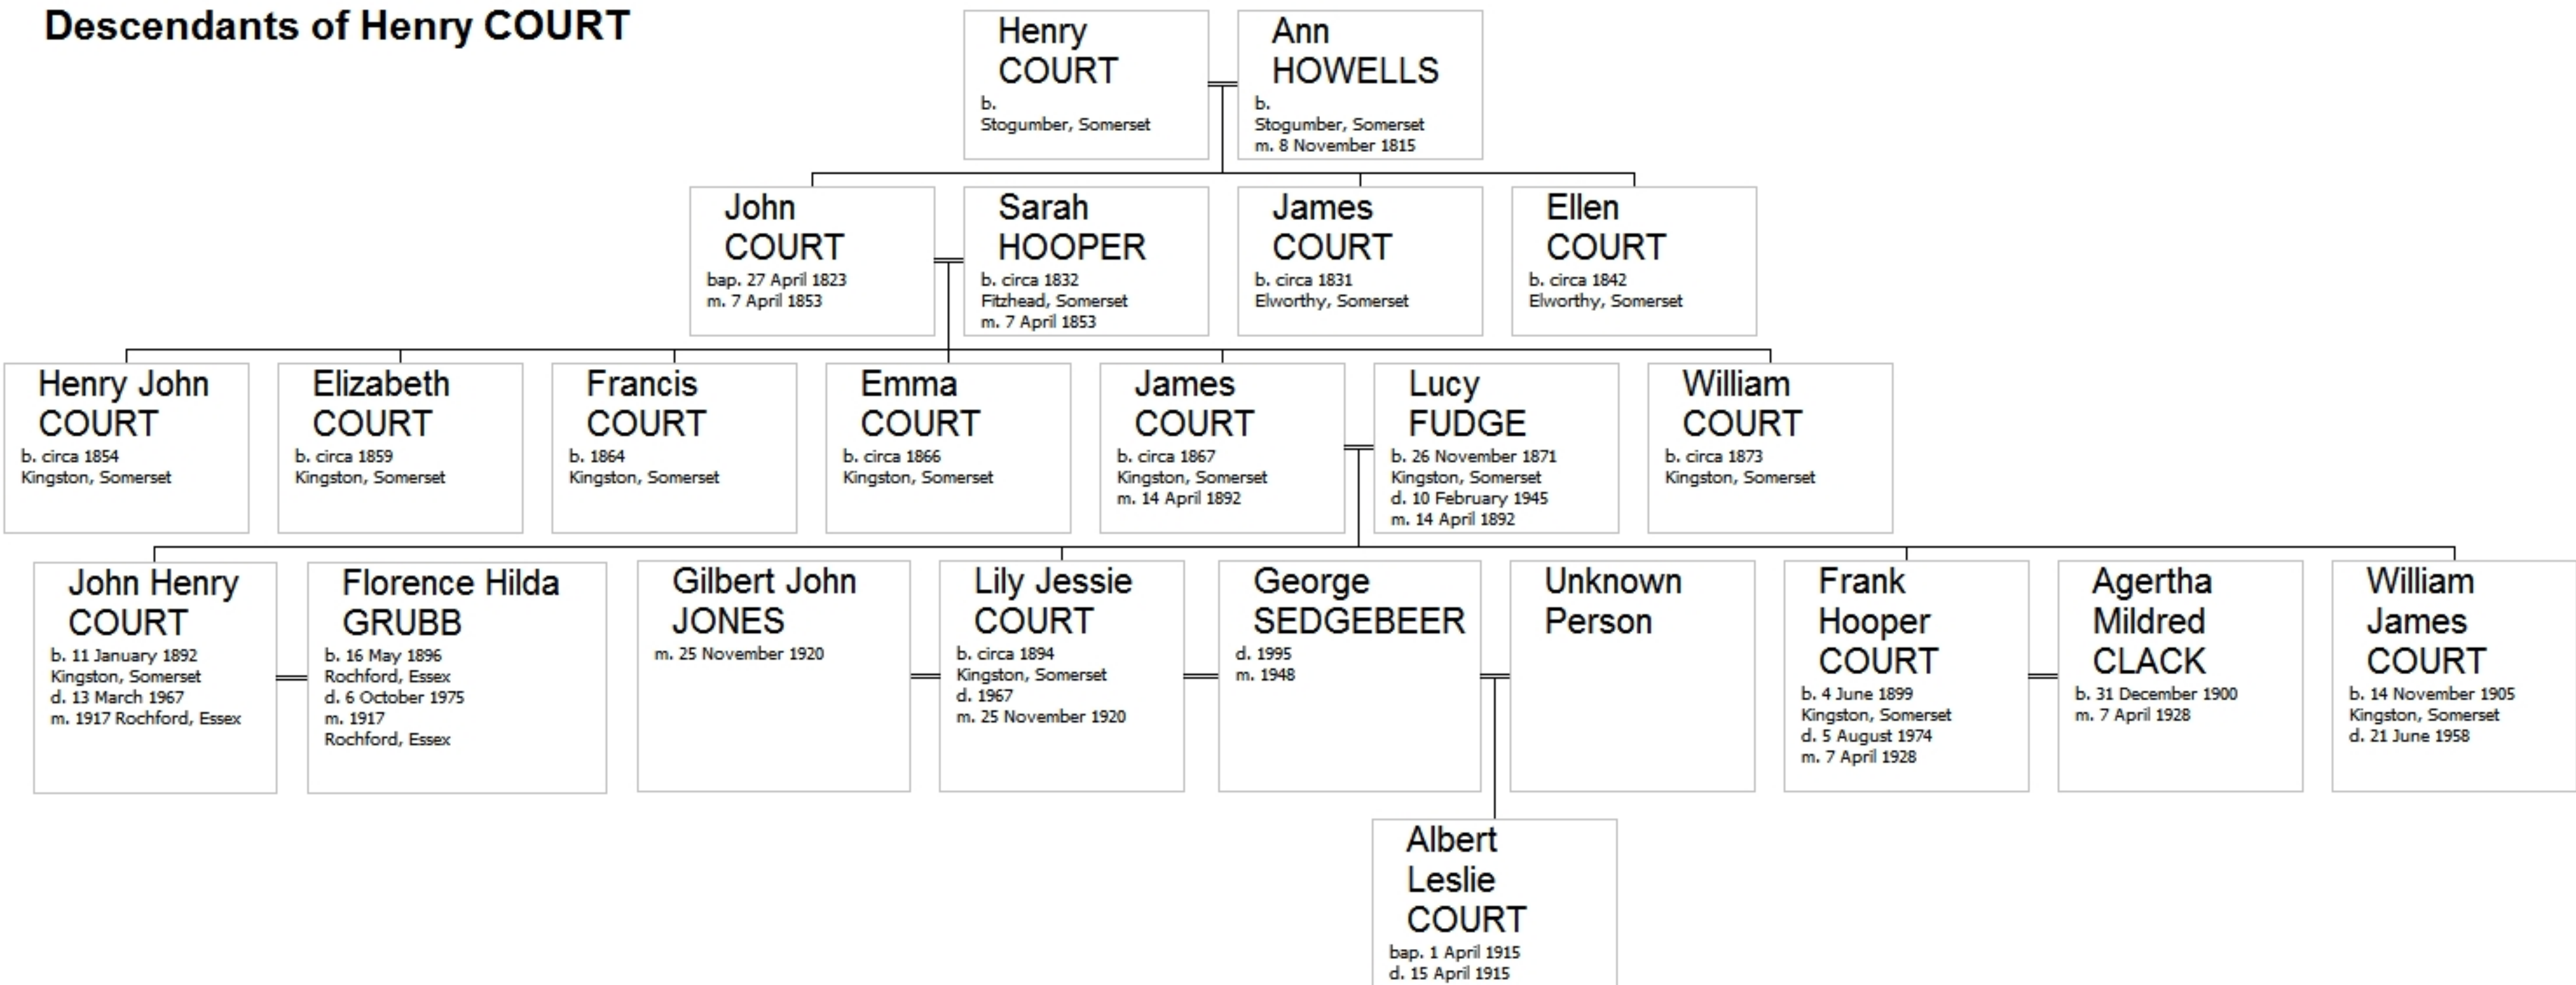 Descendants of Henry COURT
Henry
COURT
b.
Stogumber, Somerset
Ann
HOWELLS
b.
Stogumber, Somerset
m. 8 November 1815
John
COURT
bap. 27 April 1823
m. 7 April 1853
Sarah
HOOPER
b. circa 1832
Fitzhead, Somerset
m. 7 April 1853
James
COURT
b. circa 1831
Elworthy, Somerset
Ellen
COURT
b. circa 1842
Elworthy, Somerset
Henry John
COURT
b. circa 1854
Kingston, Somerset
Elizabeth
COURT
b. circa 1859
Kingston, Somerset
Francis
COURT
b. 1864
Kingston, Somerset
Emma
COURT
b. circa 1866
Kingston, Somerset
James
COURT
b. circa 1867
Kingston, Somerset
m. 14 April 1892
Lucy
FUDGE
b. 26 November 1871
Kingston, Somerset
d. 10 February 1945
m. 14 April 1892
William
COURT
b. circa 1873
Kingston, Somerset
John Henry
COURT
b. 11 January 1892
Kingston, Somerset
d. 13 March 1967
m. 1917 Rochford, Essex
Florence Hilda
GRUBB
b. 16 May 1896
Rochford, Essex
d. 6 October 1975
m. 1917
Rochford, Essex
Gilbert John
JONES
m. 25 November 1920
Lily Jessie
COURT
b. circa 1894
Kingston, Somerset
d. 1967
m. 25 November 1920
George
SEDGEBEER
d. 1995
m. 1948
Unknown
Person
Frank
Hooper
COURT
b. 4 June 1899
Kingston, Somerset
d. 5 August 1974
m. 7 April 1928
Agertha
Mildred
CLACK
b. 31 December 1900
m. 7 April 1928
William
James
COURT
b. 14 November 1905
Kingston, Somerset
d. 21 June 1958
Albert
Leslie
COURT
bap. 1 April 1915
d. 15 April 1915